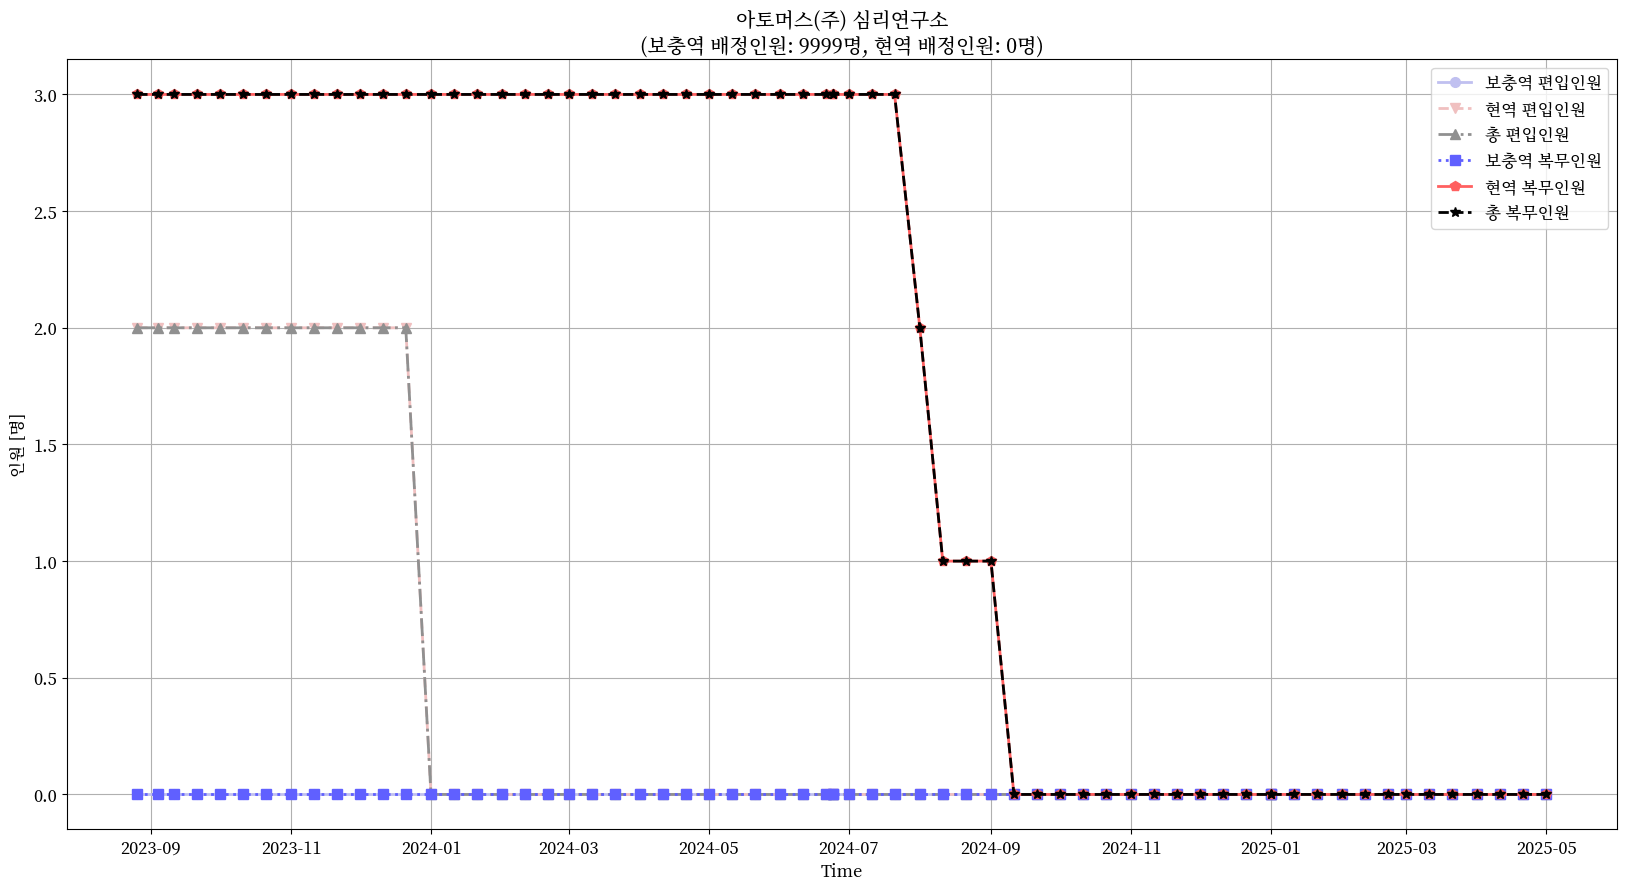 아토머스(주) 심리연구소
(보충역 배정인원: 9999명, 현역 배정인원: 0명)
보충역 편입인원
현역 편입인원
총 편입인원
보충역 복무인원
현역 복무인원
총 복무인원
인원 [명]
3.0
2.5
2.0
1.5
1.0
0.5
0.0
2023-09
2023-11
2024-01
2024-03
2024-05
2024-07
2024-09
2024-11
2025-01
2025-03
2025-05
Time